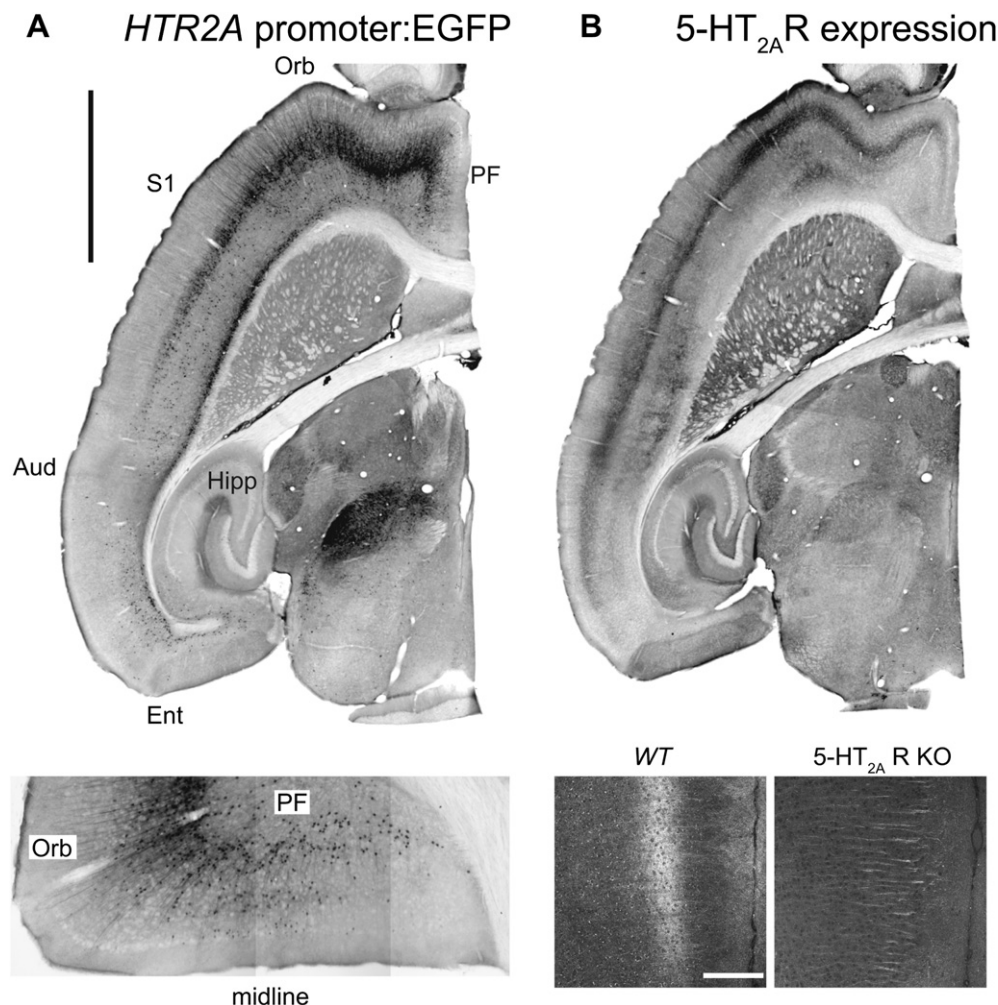 A HTR2A promoter:EGFP
B 5-HT2AR expression
Orb
PF
S1
Aud
Hipp
Ent
WT
5-HT2A R KO
PF
Orb
midline